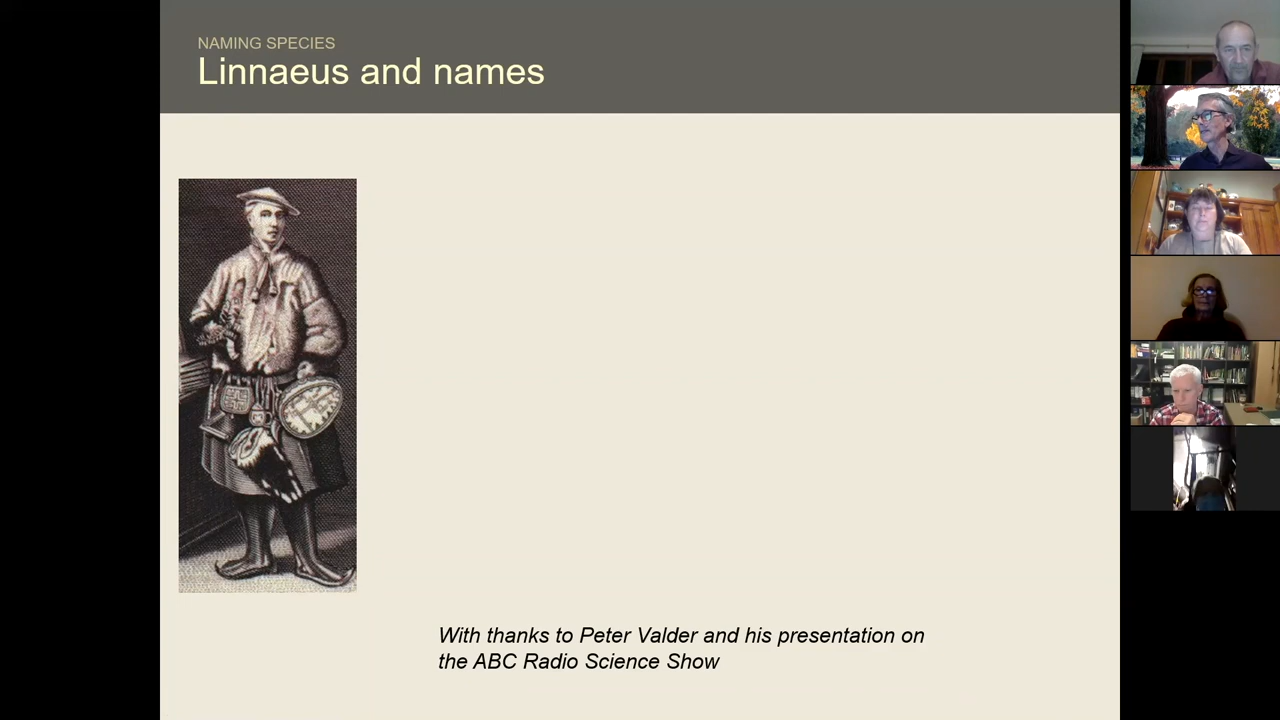 NAMING SPECIES
Linnaeus and names
With thanks to Peter Valder and his presentation on
the ABC Radio Science Show